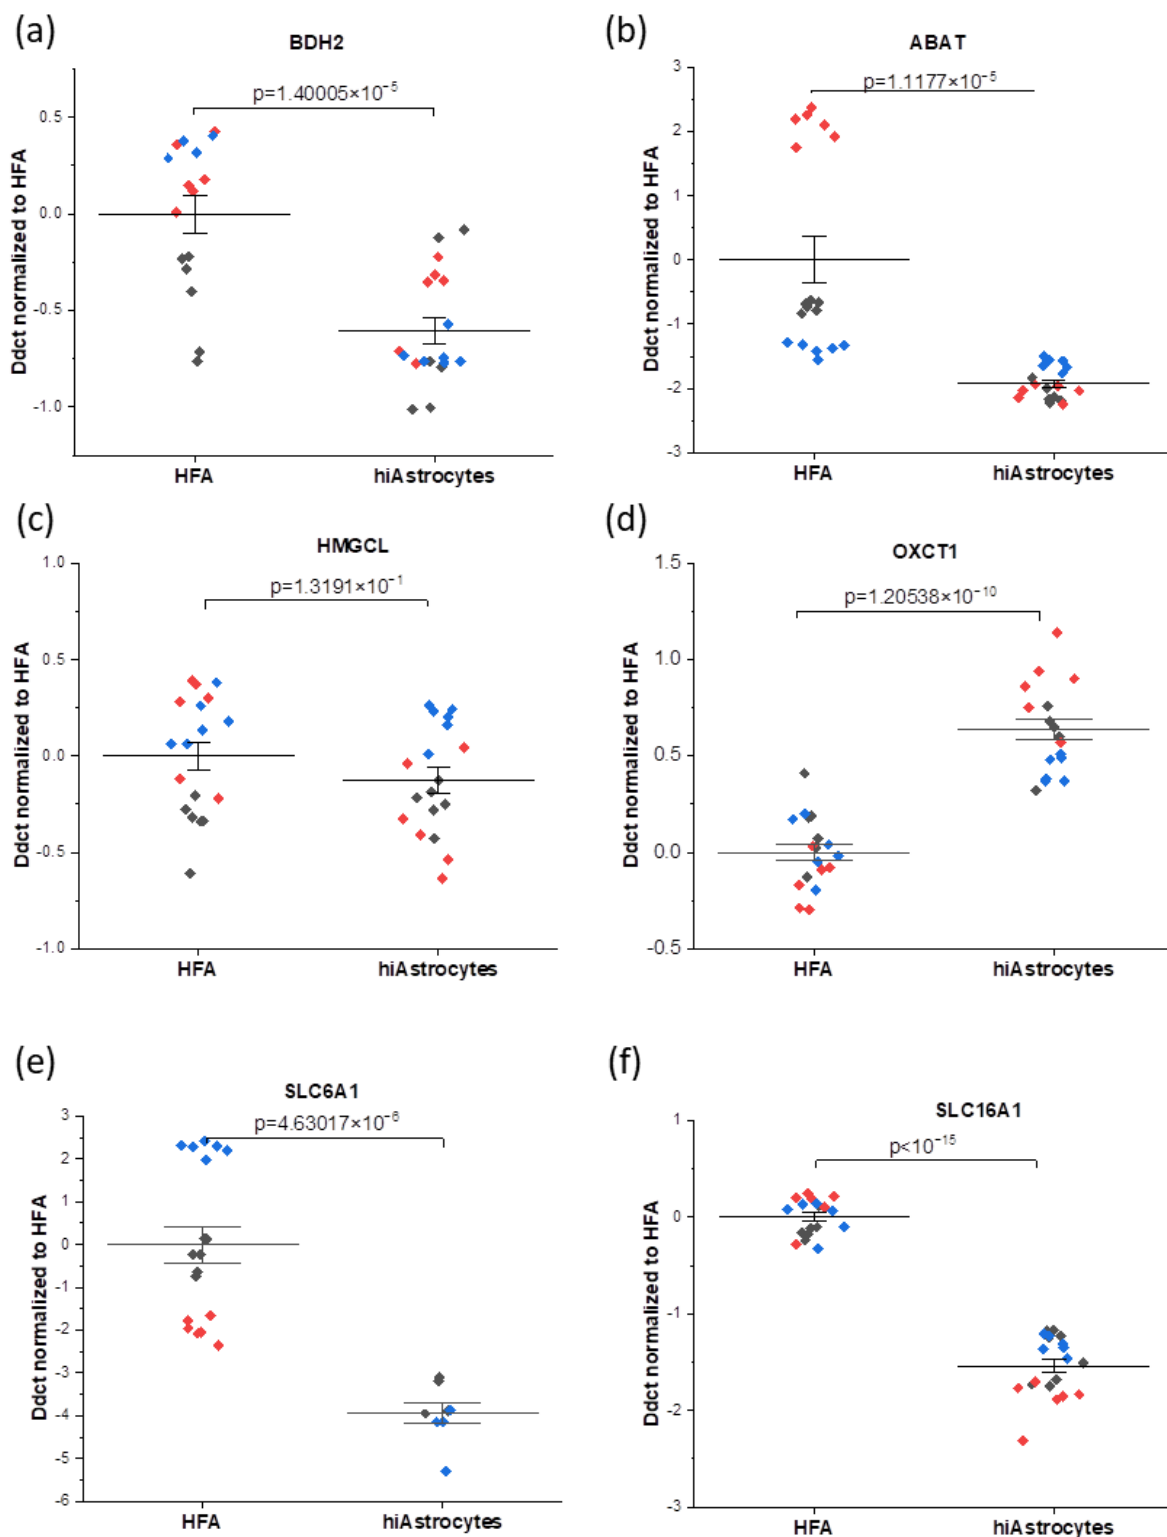 (a)
BDH2
p=1.40005×10⁻⁵
Ddct normalized to HFA
0.5
0.0
-0.5
-1.0
HFA
hiAstrocytes
(b)
ABAT
p=1.1177×10⁻⁵
Ddct normalized to HFA
3
2
1
0
-1
-2
-3
HFA
hiAstrocytes
(c)
HMGCL
p=1.3191×10⁻¹
Ddct normalized to HFA
1.0
0.5
0.0
-0.5
-1.0
HFA
hiAstrocytes
(d)
OXCT1
p=1.20538×10⁻¹⁰
Ddct normalized to HFA
1.5
1.0
0.5
0.0
-0.5
HFA
hiAstrocytes
(e)
SLC6A1
p=4.63017×10⁻⁶
Ddct normalized to HFA
3
2
1
0
-1
-2
-3
-4
-5
-6
HFA
hiAstrocytes
(f)
SLC16A1
p<10⁻¹⁵
Ddct normalized to HFA
1
0
-1
-2
-3
HFA
hiAstrocytes